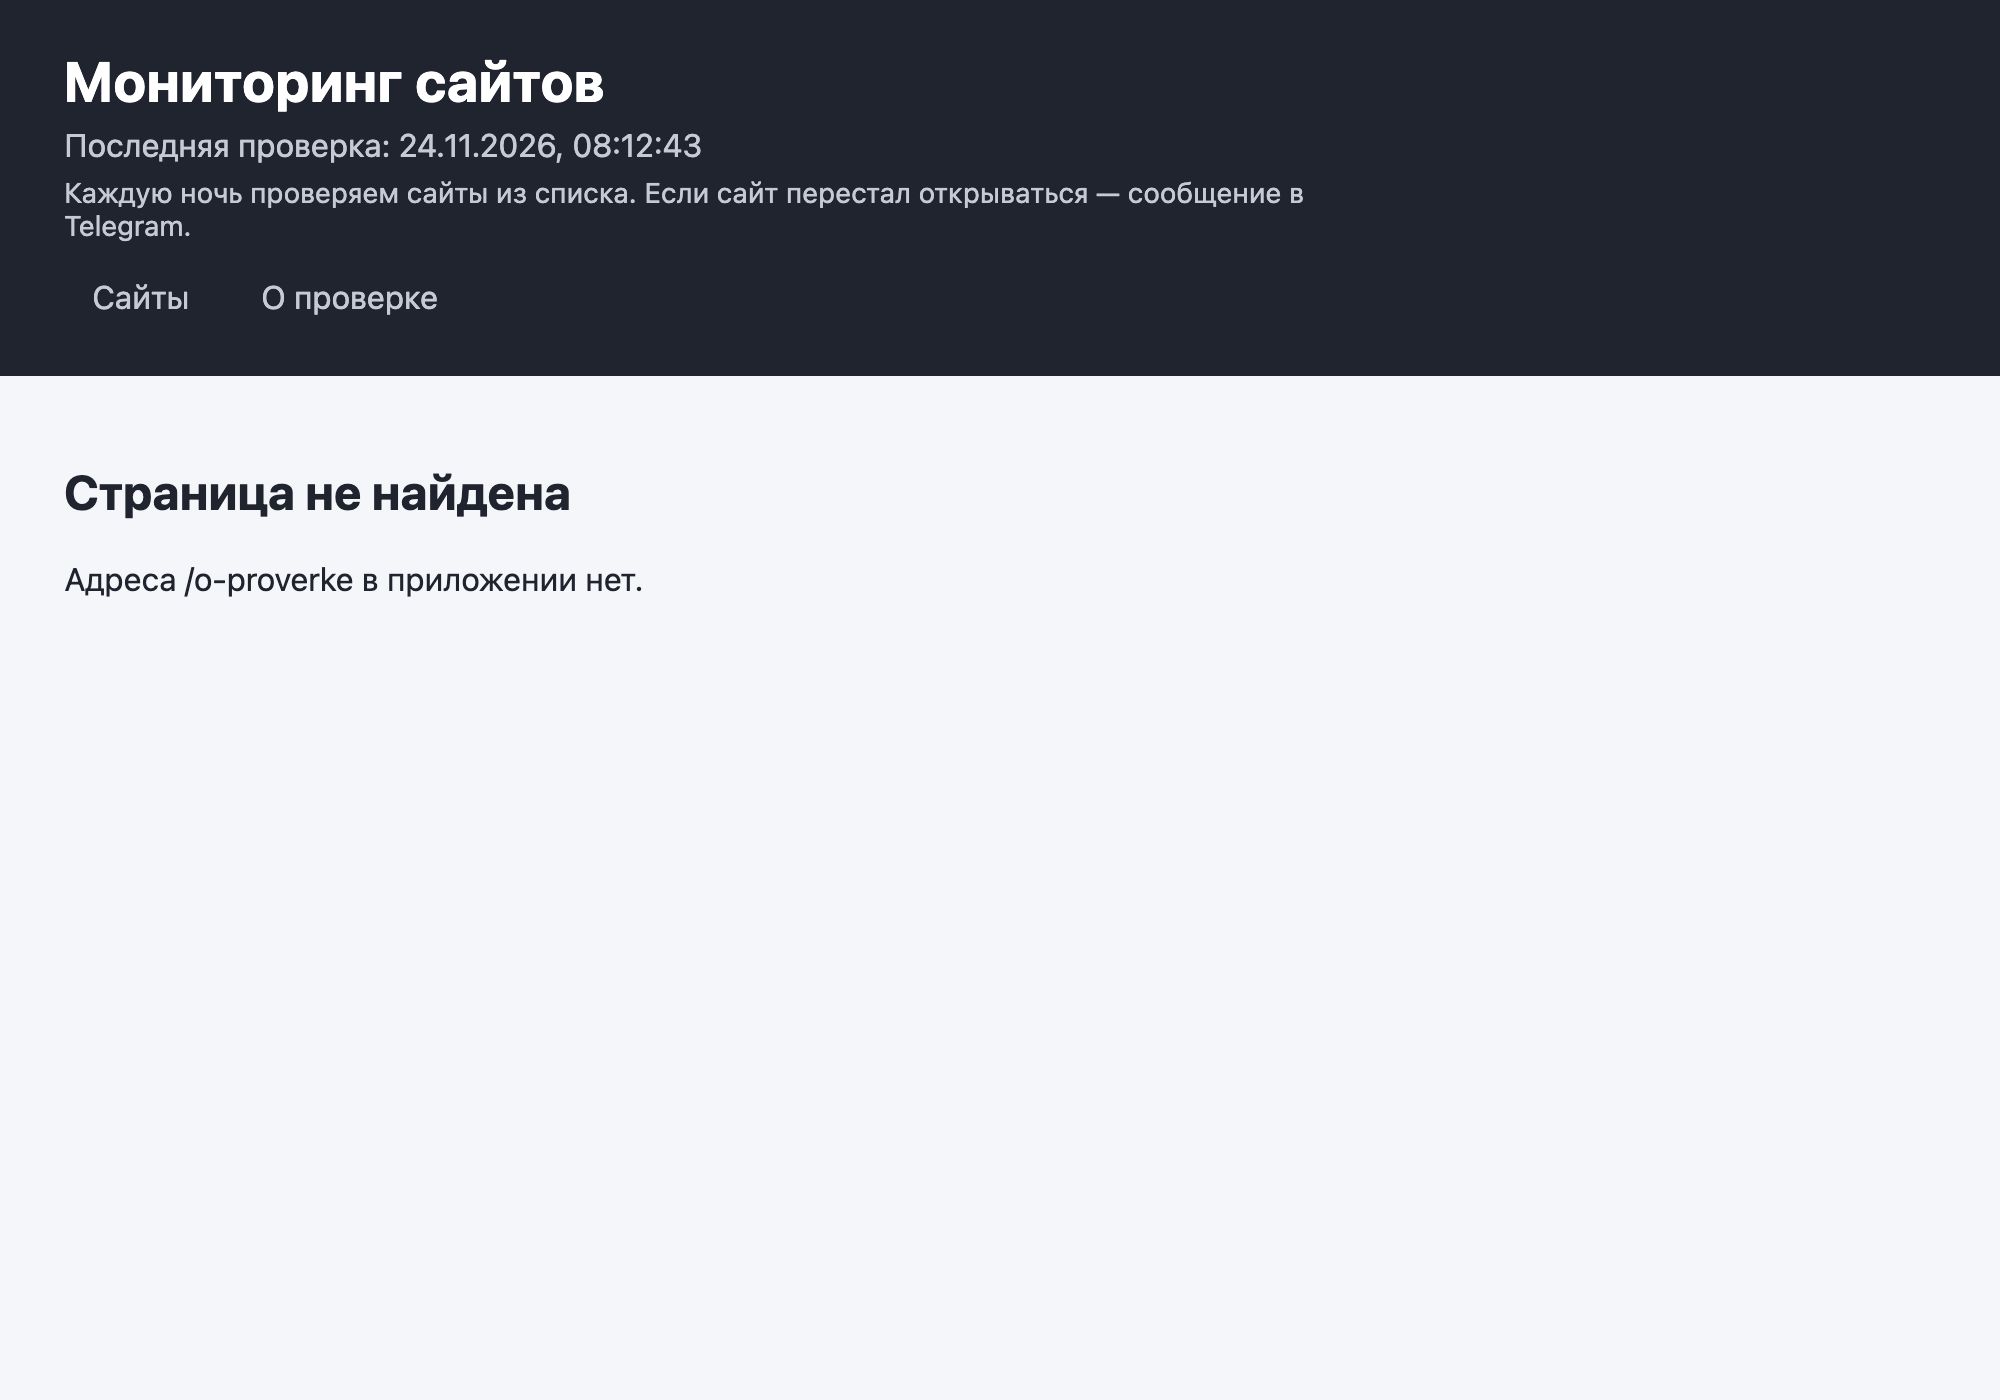 Мониторинг сайтов
Последняя проверка: 24.11.2026, 08:12:43
Каждую ночь проверяем сайты из списка. Если сайт перестал открываться — сообщение в
Telegram.
Сайты О проверке
Страница не найдена
Адреса /o-proverke в приложении нет.